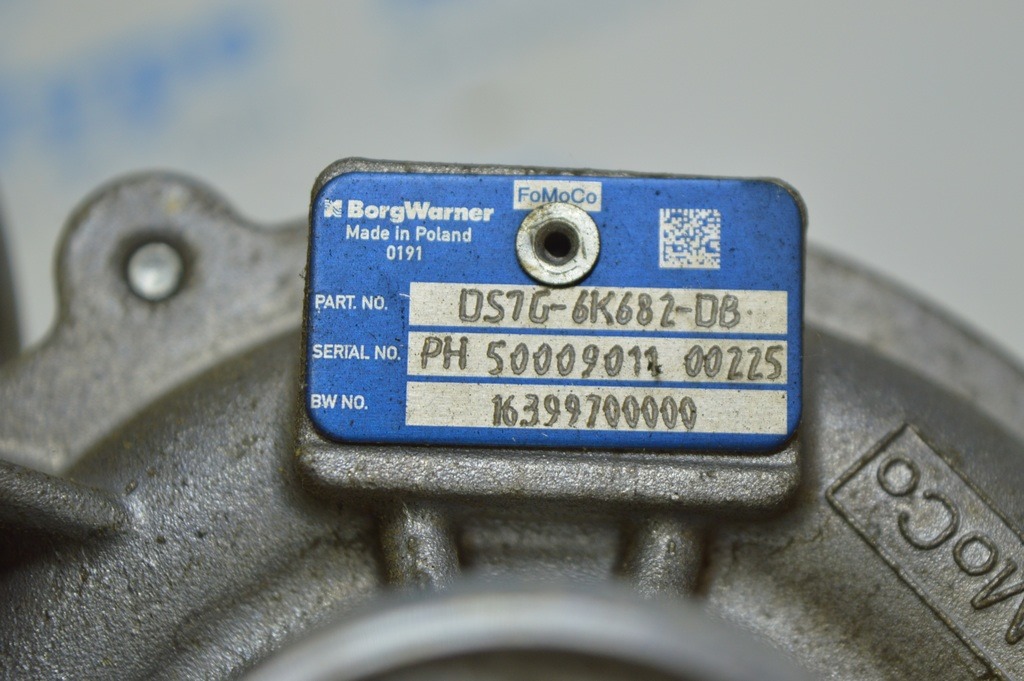 FoMoCo
BorgWarner
Made in Poland
0191
PART. NO. DS7G-6K682-DB
SERIAL NO. PH 50009011 00225
BW NO. 16399700000
MoCo